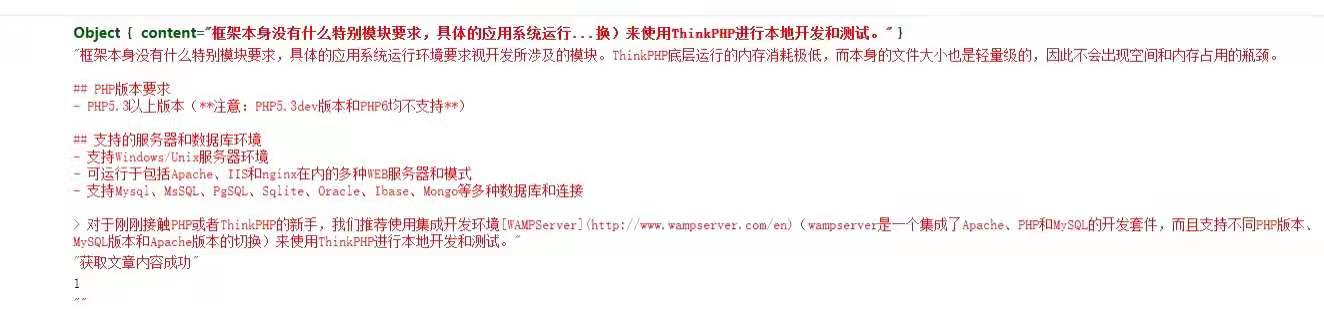 Object { content="框架本身没有什么特别模块要求，具体的应用系统运行...换）来使用ThinkPHP进行本地开发和测试。"}
"框架本身没有什么特别模块要求，具体的应用系统运行环境要求视开发所涉及的模块。ThinkPHP底层运行的内存消耗极低，而本身的文件大小也是轻量级的，因此不会出现空间和内存占用的瓶颈。
## PHP版本要求
- PHP5.3以上版本（**注意：PHP5.3dev版本和PHP6均不支持**）
## 支持的服务器和数据库环境
- 支持Windows/Unix服务器环境
- 可运行于包括Apache、IIS和nginx在内的多种WEB服务器和模式
- 支持Mysql、MsSQL、PgSQL、Sqlite、Oracle、Ibase、Mongo等多种数据库和连接
> 对于刚刚接触PHP或者ThinkPHP的新手，我们推荐使用集成开发环境[WAMPServer](http://www.wampserver.com/en)（wampserver是一个集成了Apache、PHP和MySQL的开发套件，而且支持不同PHP版本、
MySQL版本和Apache版本的切换）来使用ThinkPHP进行本地开发和测试。"
"获取文章内容成功"
1
""